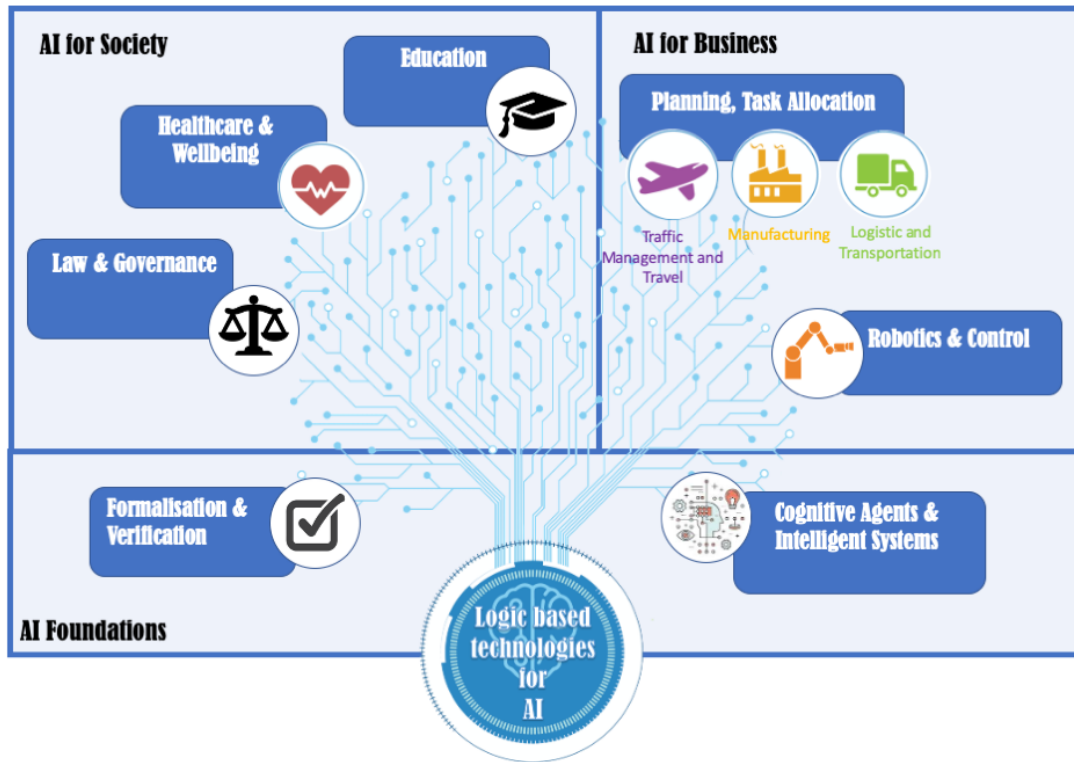 AI for Society
Education
Healthcare &
Wellbeing
Law & Governance
AI for Business
Planning, Task Allocation
Traffic
Management and
Travel
Manufacturing
Logistic and
Transportation
Robotics & Control
Formalisation &
Verification
Cognitive Agents &
Intelligent Systems
AI Foundations
Logic based
technologies
for
AI